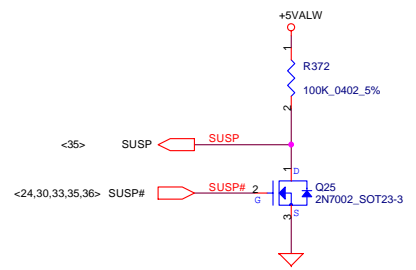 +5VALW
1
R372
100K_0402_5%
2
<35> SUSP SUSP
1 D
<24,30,33,35,36> SUSP# SUSP# 2 G
Q25
2N7002_SOT23-3
3 S